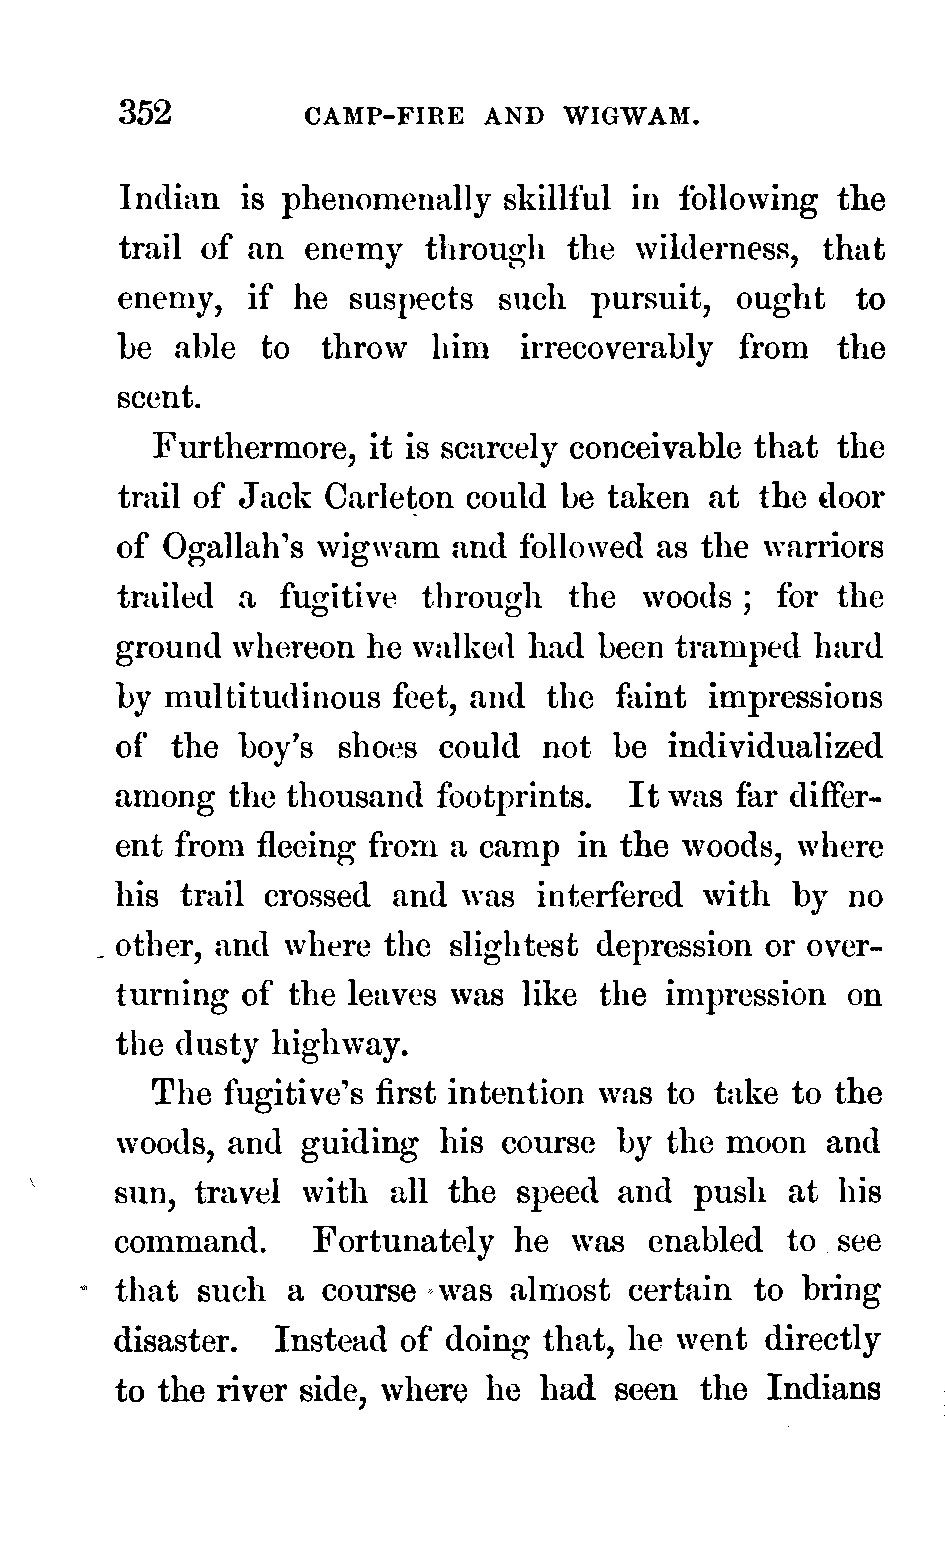 352 CAMP-FIRE AND WIGWAM.
Indian is phenomenally skillful in following the
trail of an enemy through the wilderness, that
enemy, if he suspects such pursuit, ought to
be able to throw him irrecoverably from the
scent.
Furthermore, it is scarcely conceivable that the
trail of Jack Carleton could be taken at the door
of Ogallah's wigwam and followed as the warriors
trailed a fugitive through the woods ; for the
ground whereon he walked had been tramped hard
by multitudinous feet, and the faint impressions
of the boy's shoes could not be individualized
among the thousand footprints. It was far differ-
ent from fleeing from a camp in the woods, where
his trail crossed and was interfered with by no
other, and where the slightest depression or over-
turning of the leaves was like the impression on
the dusty highway.
The fugitive's first intention was to take to the
woods, and guiding his course by the moon and
sun, travel with all the speed and push at his
command. Fortunately he was enabled to see
that such a course was almost certain to bring
disaster. Instead of doing that, he went directly
to the river side, where he had seen the Indians